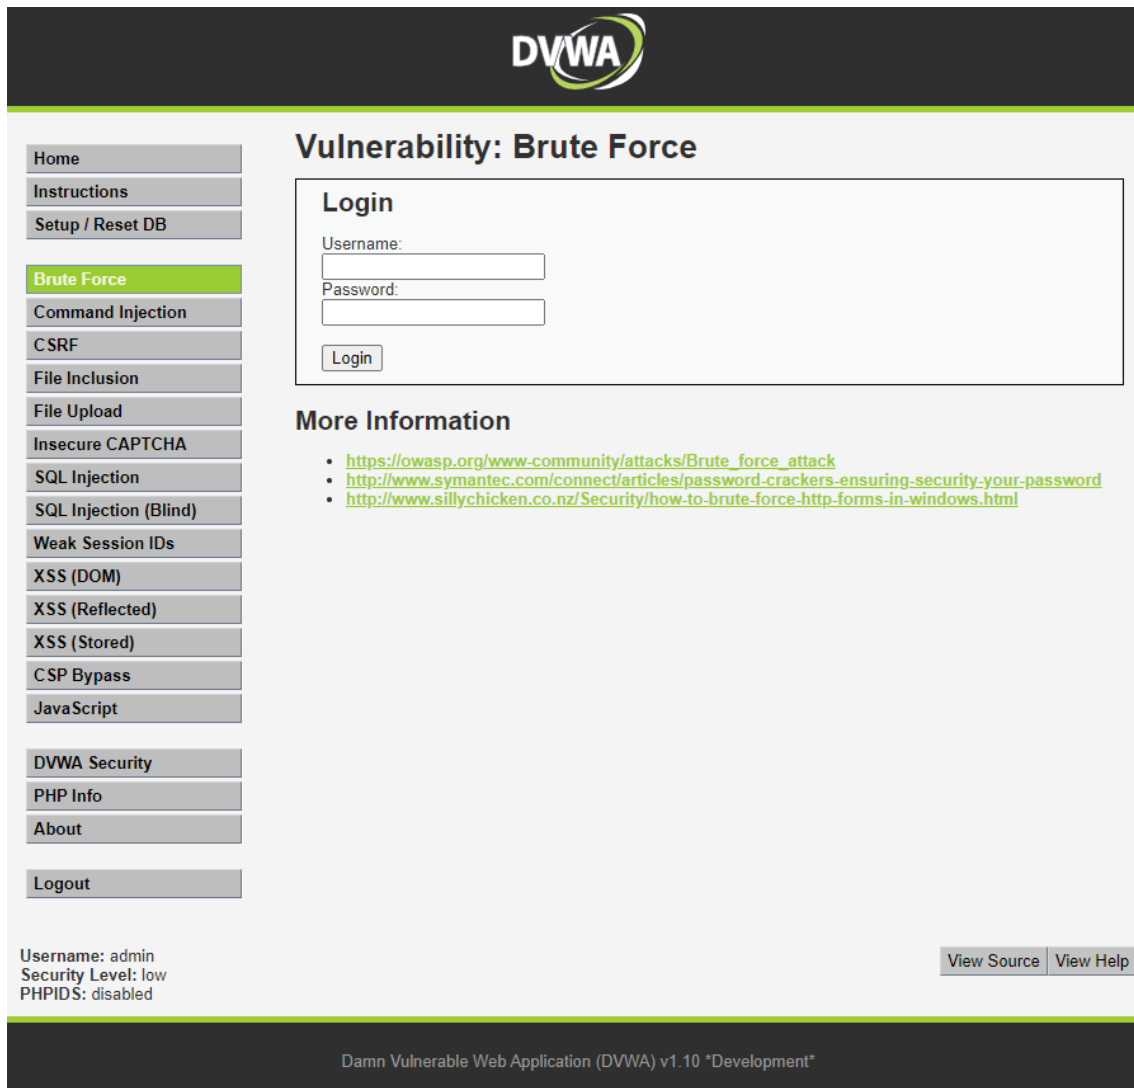 DVWA
Home
Instructions
Setup / Reset DB
Brute Force
Command Injection
CSRF
File Inclusion
File Upload
Insecure CAPTCHA
SQL Injection
SQL Injection (Blind)
Weak Session IDs
XSS (DOM)
XSS (Reflected)
XSS (Stored)
CSP Bypass
JavaScript
DVWA Security
PHP Info
About
Logout
Vulnerability: Brute Force
Login
Username:
Password:
Login
More Information
https://owasp.org/www-community/attacks/Brute_force_attack
http://www.symantec.com/connect/articles/password-crackers-ensuring-security-your-password
http://www.sillychicken.co.nz/Security/how-to-brute-force-http-forms-in-windows.html
Username: admin
Security Level: low
PHPIDS: disabled
View Source View Help
Damn Vulnerable Web Application (DVWA) v1.10 *Development*